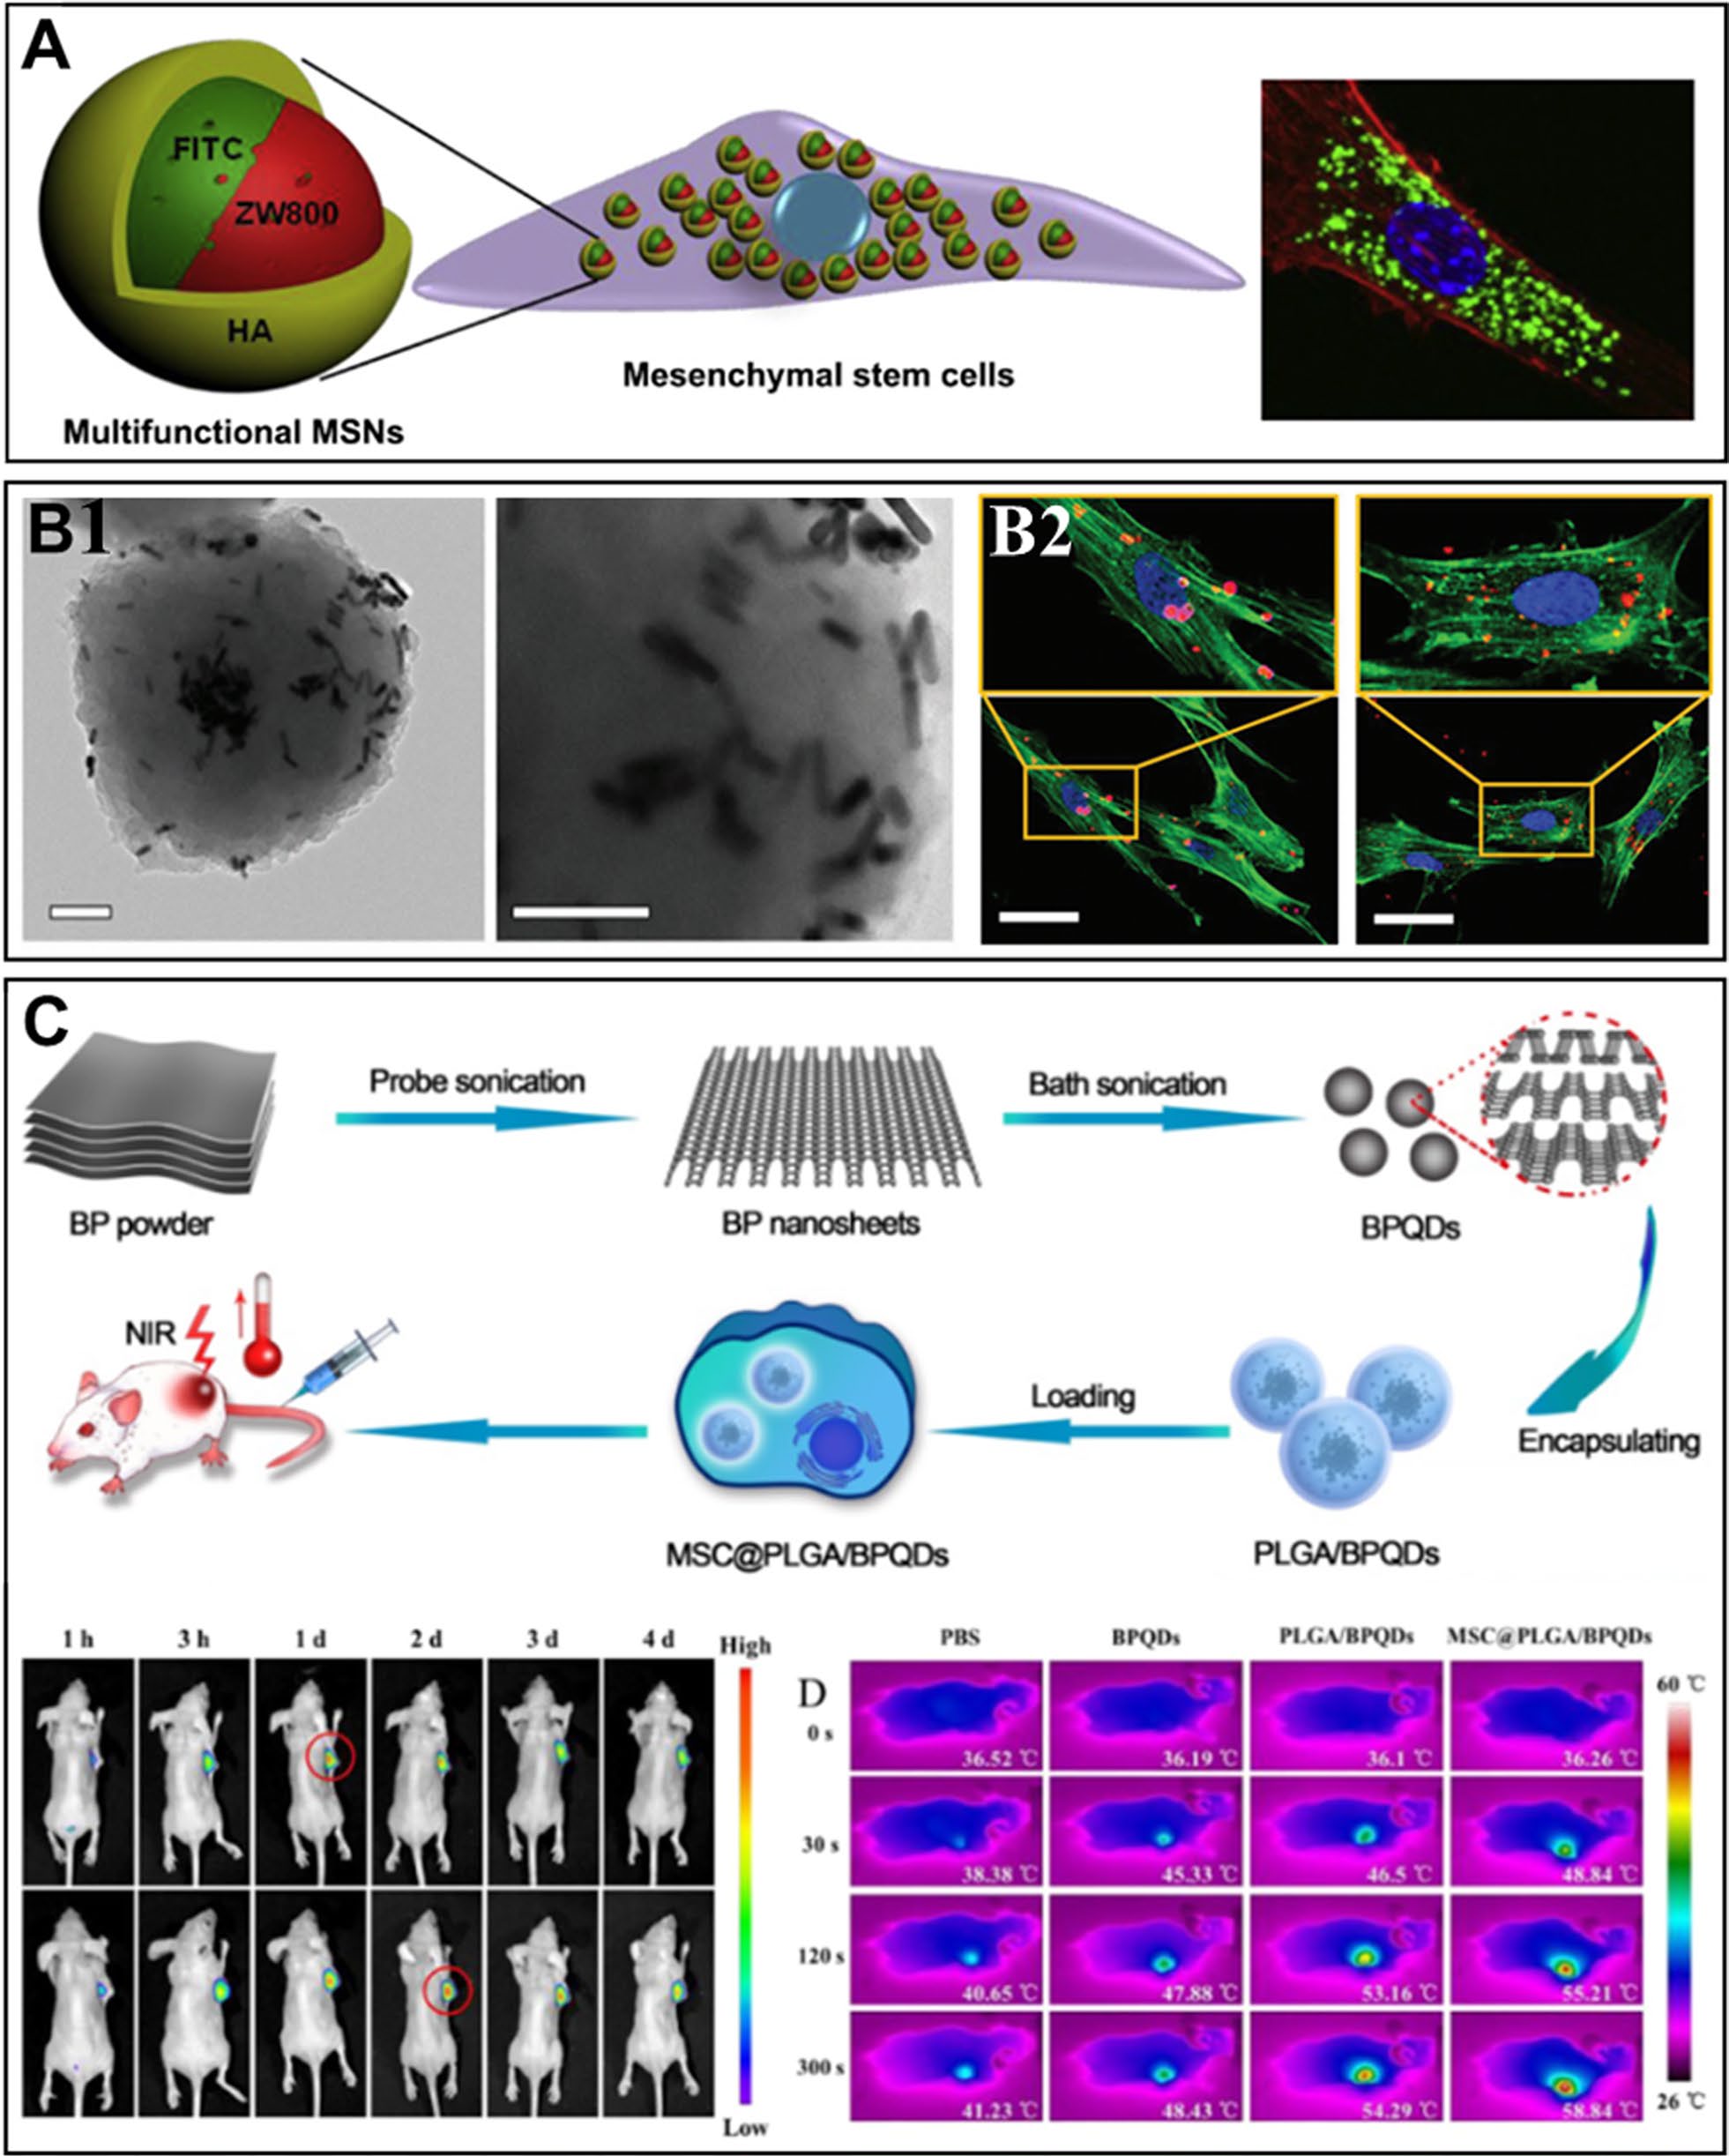 A
FITC
ZW800
HA
Multifunctional MSNs
Mesenchymal stem cells
B1
B2
C
Probe sonication
Bath sonication
BP powder
BP nanosheets
BPQDs
NIR
Loading
Encapsulating
MSC@PLGA/BPQDs
PLGA/BPQDs
1 h 3 h 1 d 2 d 3 d 4 d
High
Low
D
PBS BPQDs PLGA/BPQDs MSC@PLGA/BPQDs
0 s
36.52 ℃ 36.19 ℃ 36.1 ℃ 36.26 ℃
30 s
38.38 ℃ 45.33 ℃ 46.5 ℃ 48.84 ℃
120 s
40.65 ℃ 47.88 ℃ 53.16 ℃ 55.21 ℃
300 s
41.23 ℃ 48.43 ℃ 54.29 ℃ 58.84 ℃
60 ℃
26 ℃